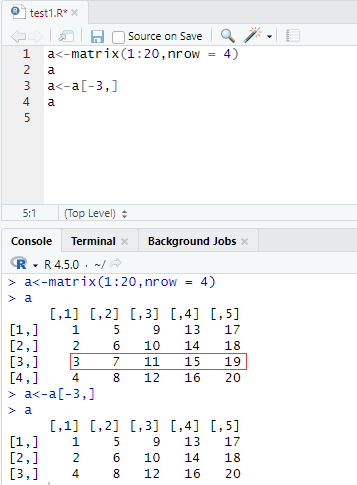 test1.R*
Source on Save
1 a<-matrix(1:20,nrow = 4)
2 a
3 a<-a[-3,]
4 a
5
5:1 (Top Level)
Console Terminal Background Jobs
R R 4.5.0 · ~/
> a<-matrix(1:20,nrow = 4)
> a
     [,1] [,2] [,3] [,4] [,5]
[1,]    1    5    9   13   17
[2,]    2    6   10   14   18
[3,]    3    7   11   15   19
[4,]    4    8   12   16   20
> a<-a[-3,]
> a
     [,1] [,2] [,3] [,4] [,5]
[1,]    1    5    9   13   17
[2,]    2    6   10   14   18
[3,]    4    8   12   16   20